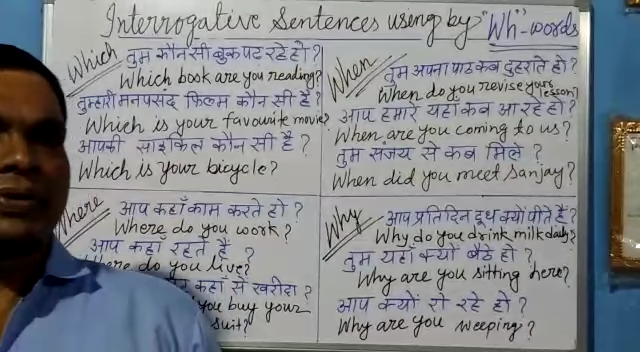 Interrogative Sentences using by "Wh"-words
Which
तुम कौन सी बुक पढ़ रहे हो ?
Which book are you reading?
तुम्हारी मनपसंद फिल्म कौन सी है ?
Which is your favourite movie?
आपकी साइकिल कौन सी है ?
Which is your bicycle?
When
तुम अपना पाठ कब दुहराते हो ?
When do you revise your lesson?
आप हमारे यहाँ कब आ रहे हो ?
When are you coming to us?
तुम संजय से कब मिले ?
When did you meet Sanjay?
Where
आप कहाँ काम करते हो ?
Where do you work?
आप कहाँ रहते है ?
Where do you live?
कहाँ से खरीदा ?
you buy your
suit?
Why
आप प्रतिदिन दूध क्यों पीते हैं?
Why do you drink milk daily?
तुम यहाँ क्यों बैठे हो ?
Why are you sitting here?
आप क्यों रो रहे हो ?
Why are you weeping?